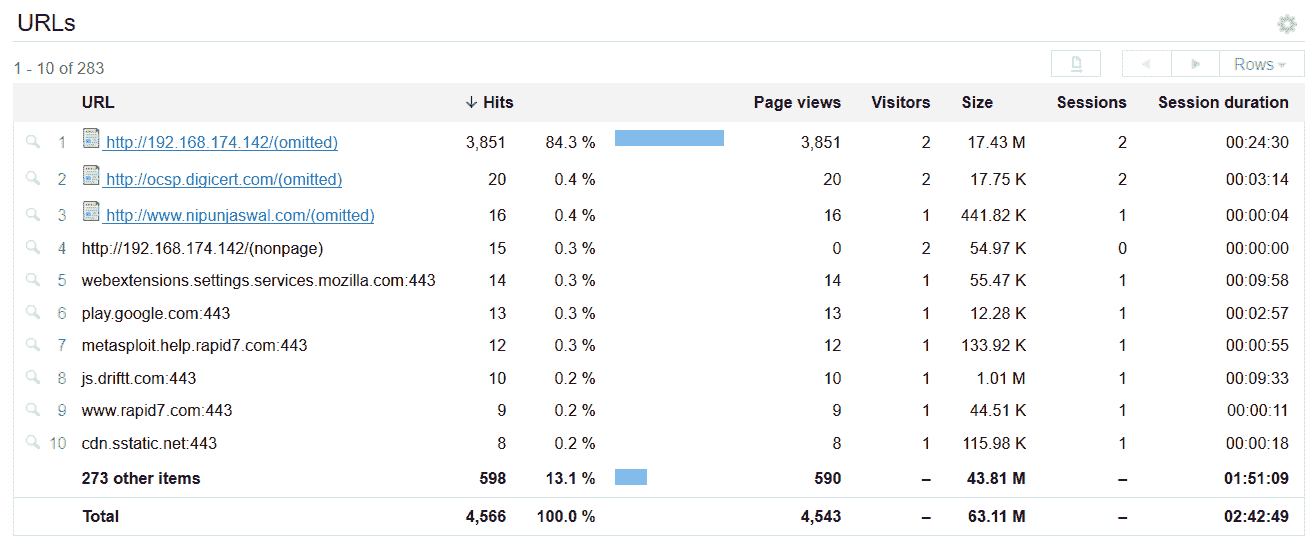 URLs
1 - 10 of 283
Rows
URL Hits Page views Visitors Size Sessions Session duration
1 http://192.168.174.142/(omitted) 3,851 84.3 % 3,851 2 17.43 M 2 00:24:30
2 http://ocsp.digicert.com/(omitted) 20 0.4 % 20 2 17.75 K 2 00:03:14
3 http://www.nipunjaswal.com/(omitted) 16 0.4 % 16 1 441.82 K 1 00:00:04
4 http://192.168.174.142/(nonpage) 15 0.3 % 0 2 54.97 K 0 00:00:00
5 webextensions.settings.services.mozilla.com:443 14 0.3 % 14 1 55.47 K 1 00:09:58
6 play.google.com:443 13 0.3 % 13 1 12.28 K 1 00:02:57
7 metasploit.help.rapid7.com:443 12 0.3 % 12 1 133.92 K 1 00:00:55
8 js.driftt.com:443 10 0.2 % 10 1 1.01 M 1 00:09:33
9 www.rapid7.com:443 9 0.2 % 9 1 44.51 K 1 00:00:11
10 cdn.sstatic.net:443 8 0.2 % 8 1 115.98 K 1 00:00:18
273 other items 598 13.1 % 590 – 43.81 M – 01:51:09
Total 4,566 100.0 % 4,543 – 63.11 M – 02:42:49